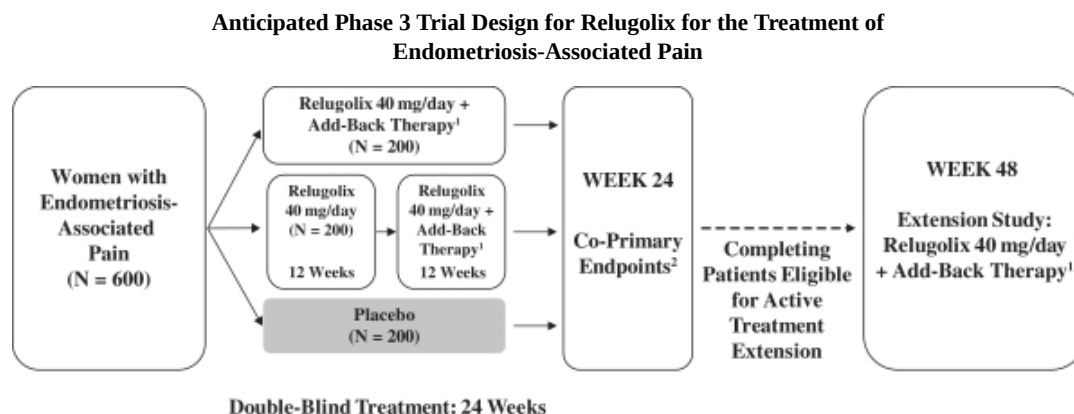 Anticipated Phase 3 Trial Design for Relugolix for the Treatment of
Endometriosis-Associated Pain
Women with
Endometriosis-
Associated
Pain
(N = 600)
Relugolix 40 mg/day +
Add-Back Therapy¹
(N = 200)
Relugolix
40 mg/day
(N = 200)
12 Weeks
Relugolix
40 mg/day +
Add-Back
Therapy¹
12 Weeks
Placebo
(N = 200)
WEEK 24
Co-Primary
Endpoints²
Completing
Patients Eligible
for Active
Treatment
Extension
WEEK 48
Extension Study:
Relugolix 40 mg/day
+ Add-Back Therapy¹
Double-Blind Treatment: 24 Weeks